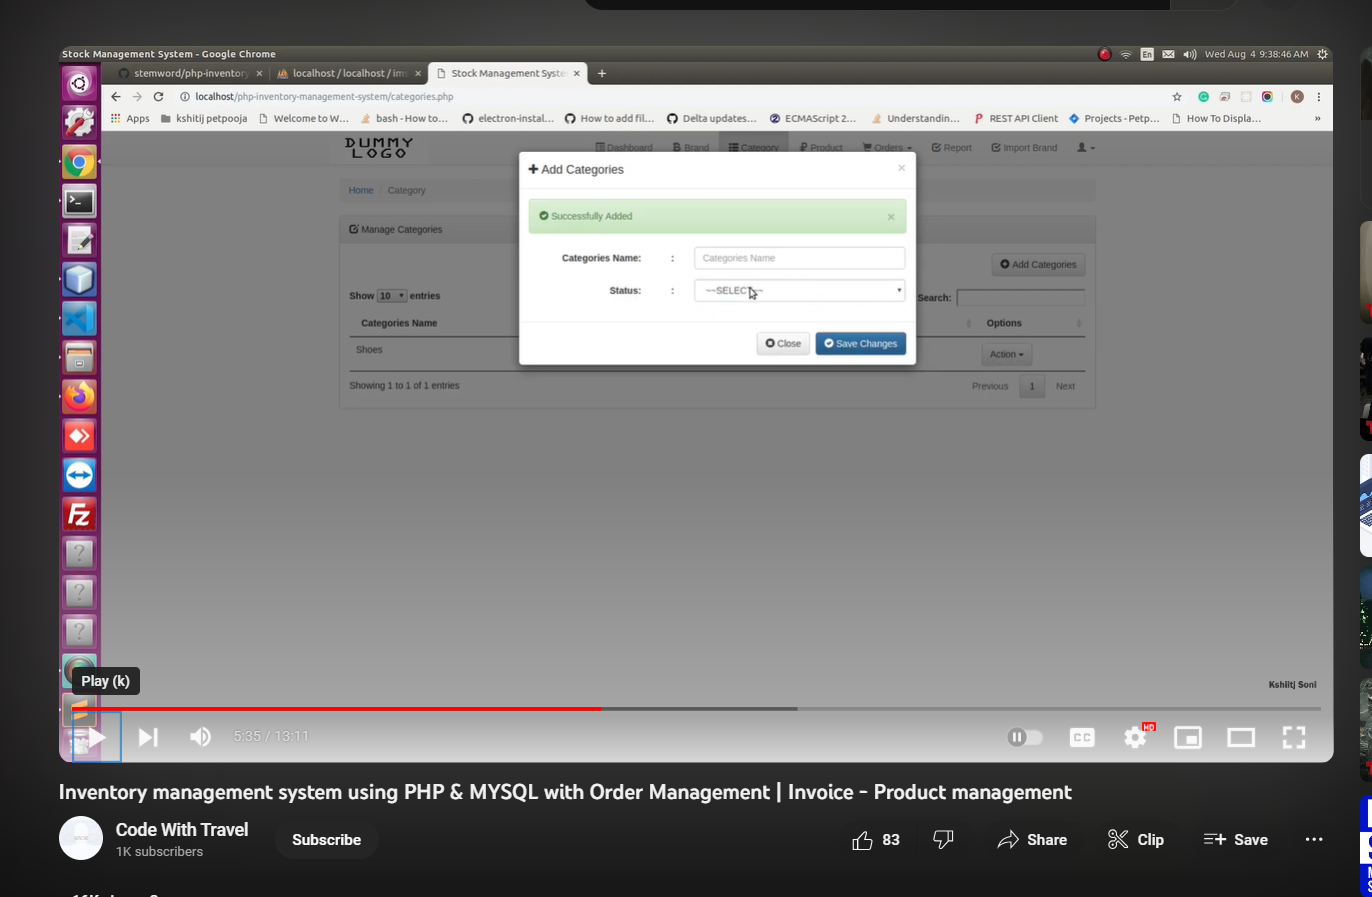 Stock Management System - Google Chrome
En
Wed Aug 4 9:38:46 AM
stemword/php-inventory
localhost / localhost / ims
Stock Management Syste
localhost/php-inventory-management-system/categories.php
K
Apps
kshitij petpooja
Welcome to W...
bash - How to...
electron-instal...
How to add fil...
Delta updates...
ECMAScript 2...
Understandin...
REST API Client
Projects - Petp...
How To Displa...
»
DUMMY
LOGO
Dashboard
Brand
Category
Product
Orders
Report
Import Brand
Add Categories
×
Home / Category
Successfully Added
×
Manage Categories
Categories Name: : Categories Name
Add Categories
Status: : ~~SELECT~~
Show 10 entries
Search:
Categories Name
Options
Close
Save Changes
Shoes
Action
Showing 1 to 1 of 1 entries
Previous 1 Next
Fz
?
?
?
Play (k)
Kshitj Soni
5:35 / 13:11
CC
HD
Inventory management system using PHP & MYSQL with Order Management | Invoice - Product management
Code With Travel
1K subscribers
Subscribe
83
Share
Clip
Save